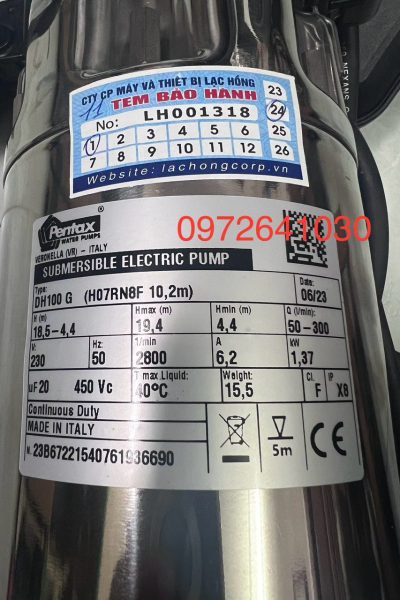 CTY CP MÁY VÀ THIẾT BỊ LẠC HỒNG
TEM BẢO HÀNH
23
11
No: LH001318
24
1 2 3 4 5 6
25
7 8 9 10 11 12
26
Website: lachongcorp.vn
Pentax ®
WATER PUMPS
0972641030
VERONELLA (VR) - ITALY
SUBMERSIBLE ELECTRIC PUMP
Type: Date:
DH100 G (H07RN8F 10,2m) 06/23
H (m) Hmax (m) Hmin (m) Q (l/min):
18,5-4,4 19,4 4,4 50-300
V: Hz: 1/min A kW
230 50 2800 6,2 1,37
uF 20 450 Vc T max Liquid: Weight: Cl. IP
40°C 15,5 F X8
Continuous Duty
MADE IN ITALY
5m
CE
N. 23B67221540761936690
NEXANS